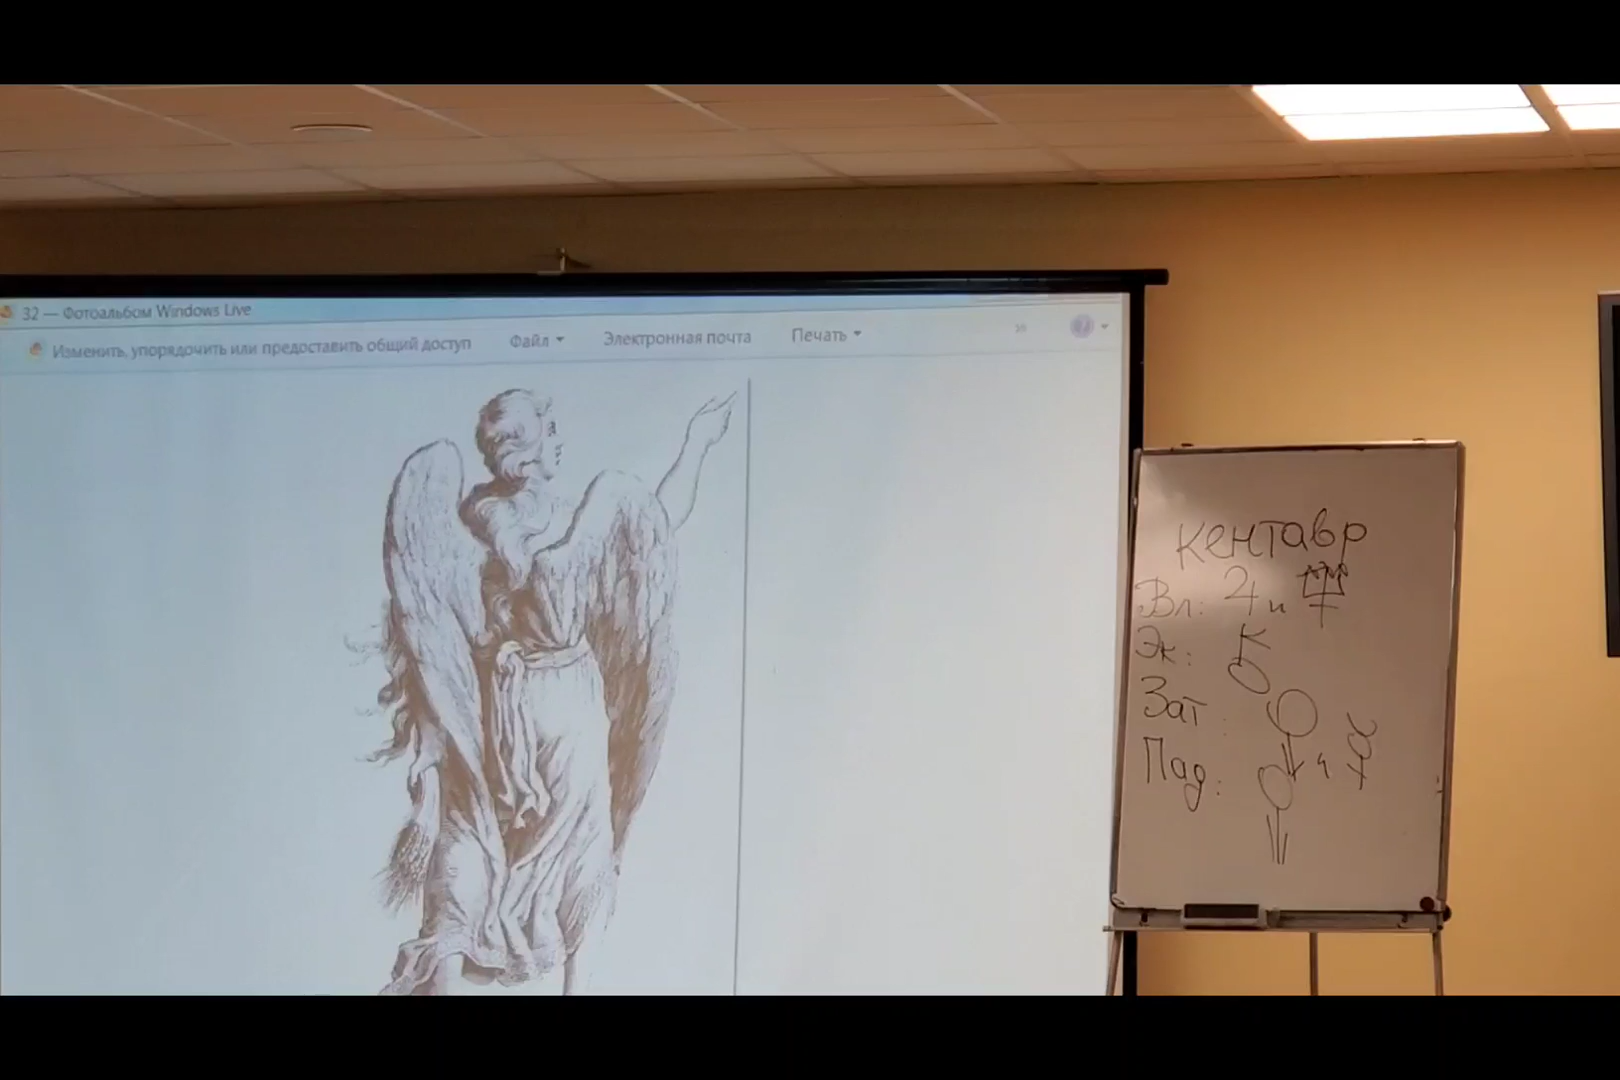 32 — Фотоальбом Windows Live
Изменить, упорядочить или предоставить общий доступ Файл Электронная почта Печать »
кентавр
Вл: ♃ и
Эк:
Зат:
Пад: